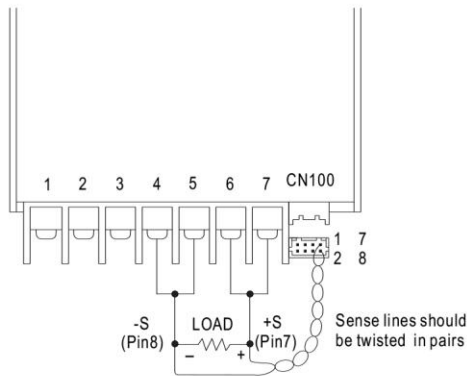 1 2 3 4 5 6 7 CN100
1 7
2 8
-S LOAD +S
(Pin8) (Pin7)
– +
Sense lines should
be twisted in pairs